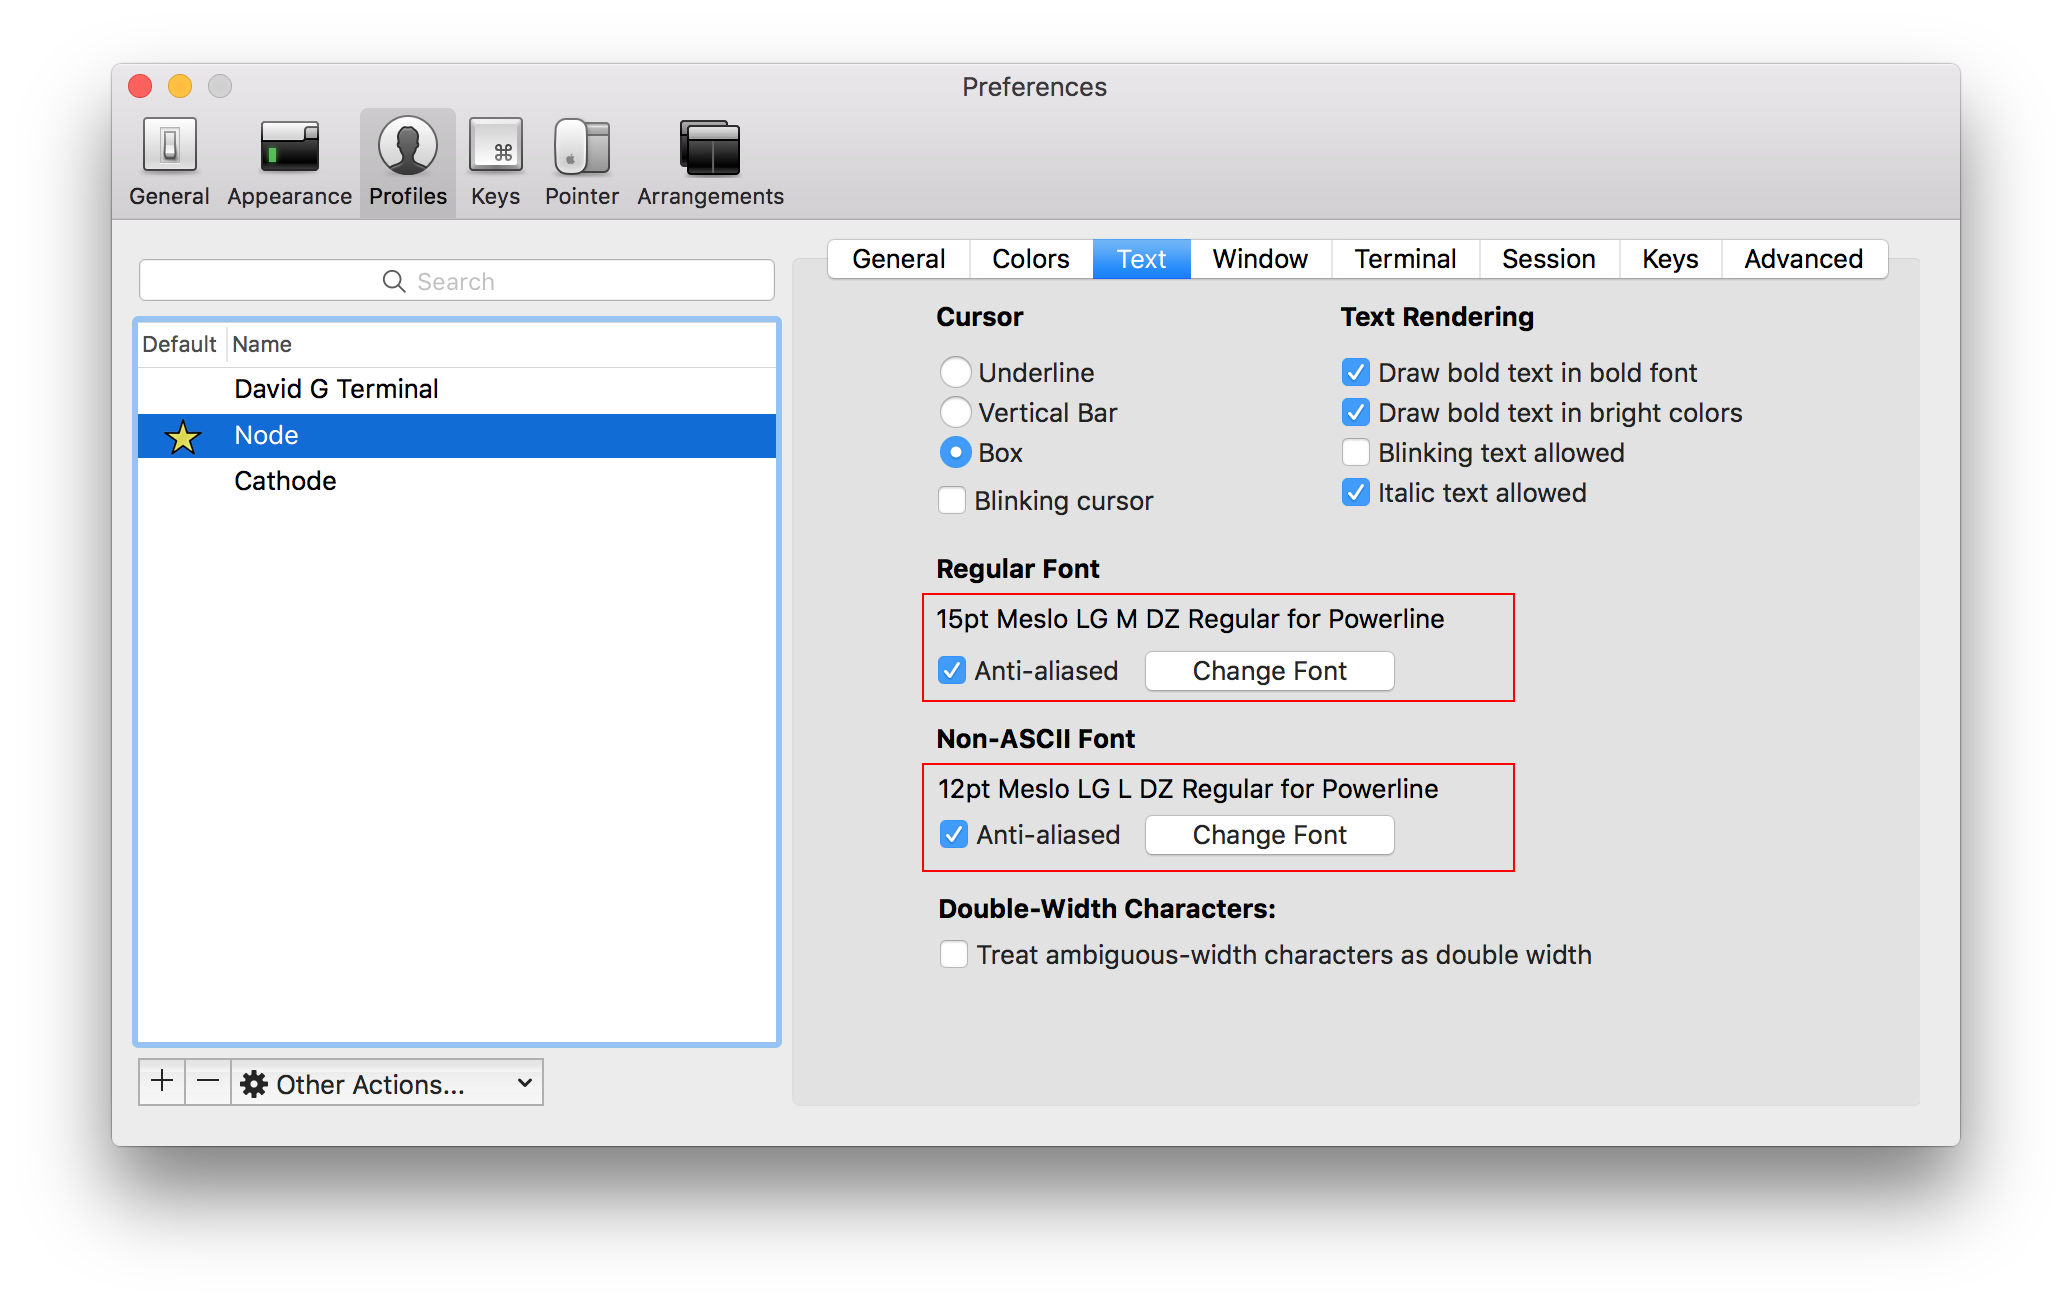 Preferences
General Appearance Profiles Keys Pointer Arrangements
Search
Default Name
David G Terminal
Node
Cathode
Other Actions...
General Colors Text Window Terminal Session Keys Advanced
Cursor
Underline
Vertical Bar
Box
Blinking cursor
Text Rendering
Draw bold text in bold font
Draw bold text in bright colors
Blinking text allowed
Italic text allowed
Regular Font
15pt Meslo LG M DZ Regular for Powerline
Anti-aliased Change Font
Non-ASCII Font
12pt Meslo LG L DZ Regular for Powerline
Anti-aliased Change Font
Double-Width Characters:
Treat ambiguous-width characters as double width